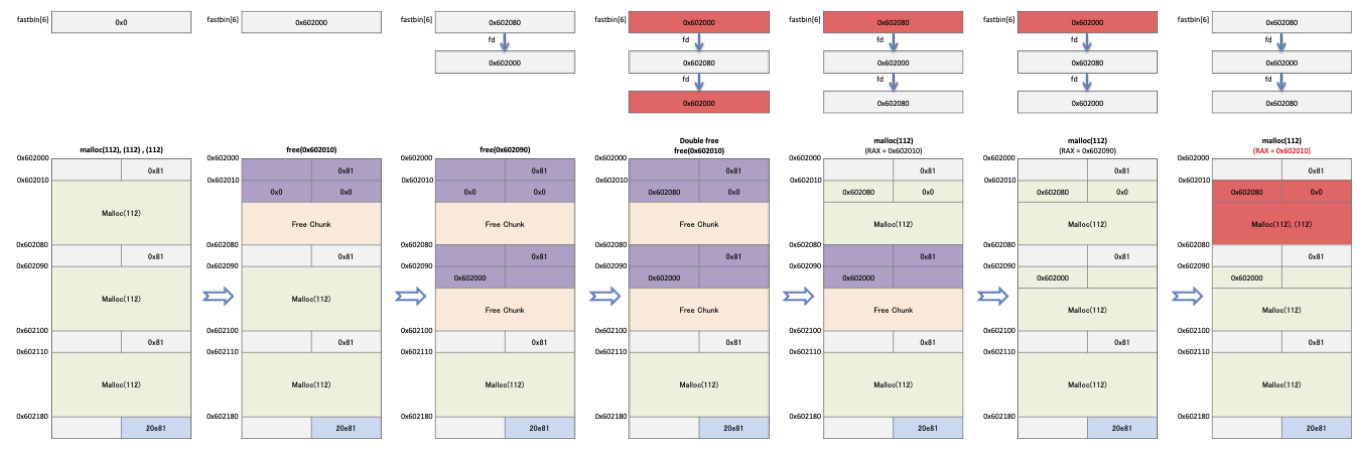 fastbin[6]
0x0
malloc(112), (112) , (112)
0x602000
0x81
0x602010
Malloc(112)
0x602080
0x81
0x602090
Malloc(112)
0x602100
0x81
0x602110
Malloc(112)
0x602180
20e81
fastbin[6]
0x602000
free(0x602010)
0x602000
0x81
0x602010
0x0 0x0
Free Chunk
0x602080
0x81
0x602090
Malloc(112)
0x602100
0x81
0x602110
Malloc(112)
0x602180
20e81
fastbin[6]
0x602080
fd
0x602000
free(0x602090)
0x602000
0x81
0x602010
0x0 0x0
Free Chunk
0x602080
0x81
0x602090
0x602000
Free Chunk
0x602100
0x81
0x602110
Malloc(112)
0x602180
20e81
fastbin[6]
0x602000
fd
0x602080
fd
0x602000
Double free
free(0x602010)
0x602000
0x81
0x602010
0x602080 0x0
Free Chunk
0x602080
0x81
0x602090
0x602000
Free Chunk
0x602100
0x81
0x602110
Malloc(112)
0x602180
20e81
fastbin[6]
0x602080
fd
0x602000
fd
0x602080
malloc(112)
(RAX = 0x602010)
0x602000
0x81
0x602010
0x602080 0x0
Malloc(112)
0x602080
0x81
0x602090
0x602000
Free Chunk
0x602100
0x81
0x602110
Malloc(112)
0x602180
20e81
fastbin[6]
0x602000
fd
0x602080
fd
0x602000
malloc(112)
(RAX = 0x602090)
0x602000
0x81
0x602010
0x602080 0x0
Malloc(112)
0x602080
0x81
0x602090
0x602000
Malloc(112)
0x602100
0x81
0x602110
Malloc(112)
0x602180
20e81
fastbin[6]
0x602080
fd
0x602000
fd
0x602080
malloc(112)
(RAX = 0x602010)
0x602000
0x81
0x602010
0x602080 0x0
Malloc(112), (112)
0x602080
0x81
0x602090
0x602000
Malloc(112)
0x602100
0x81
0x602110
Malloc(112)
0x602180
20e81